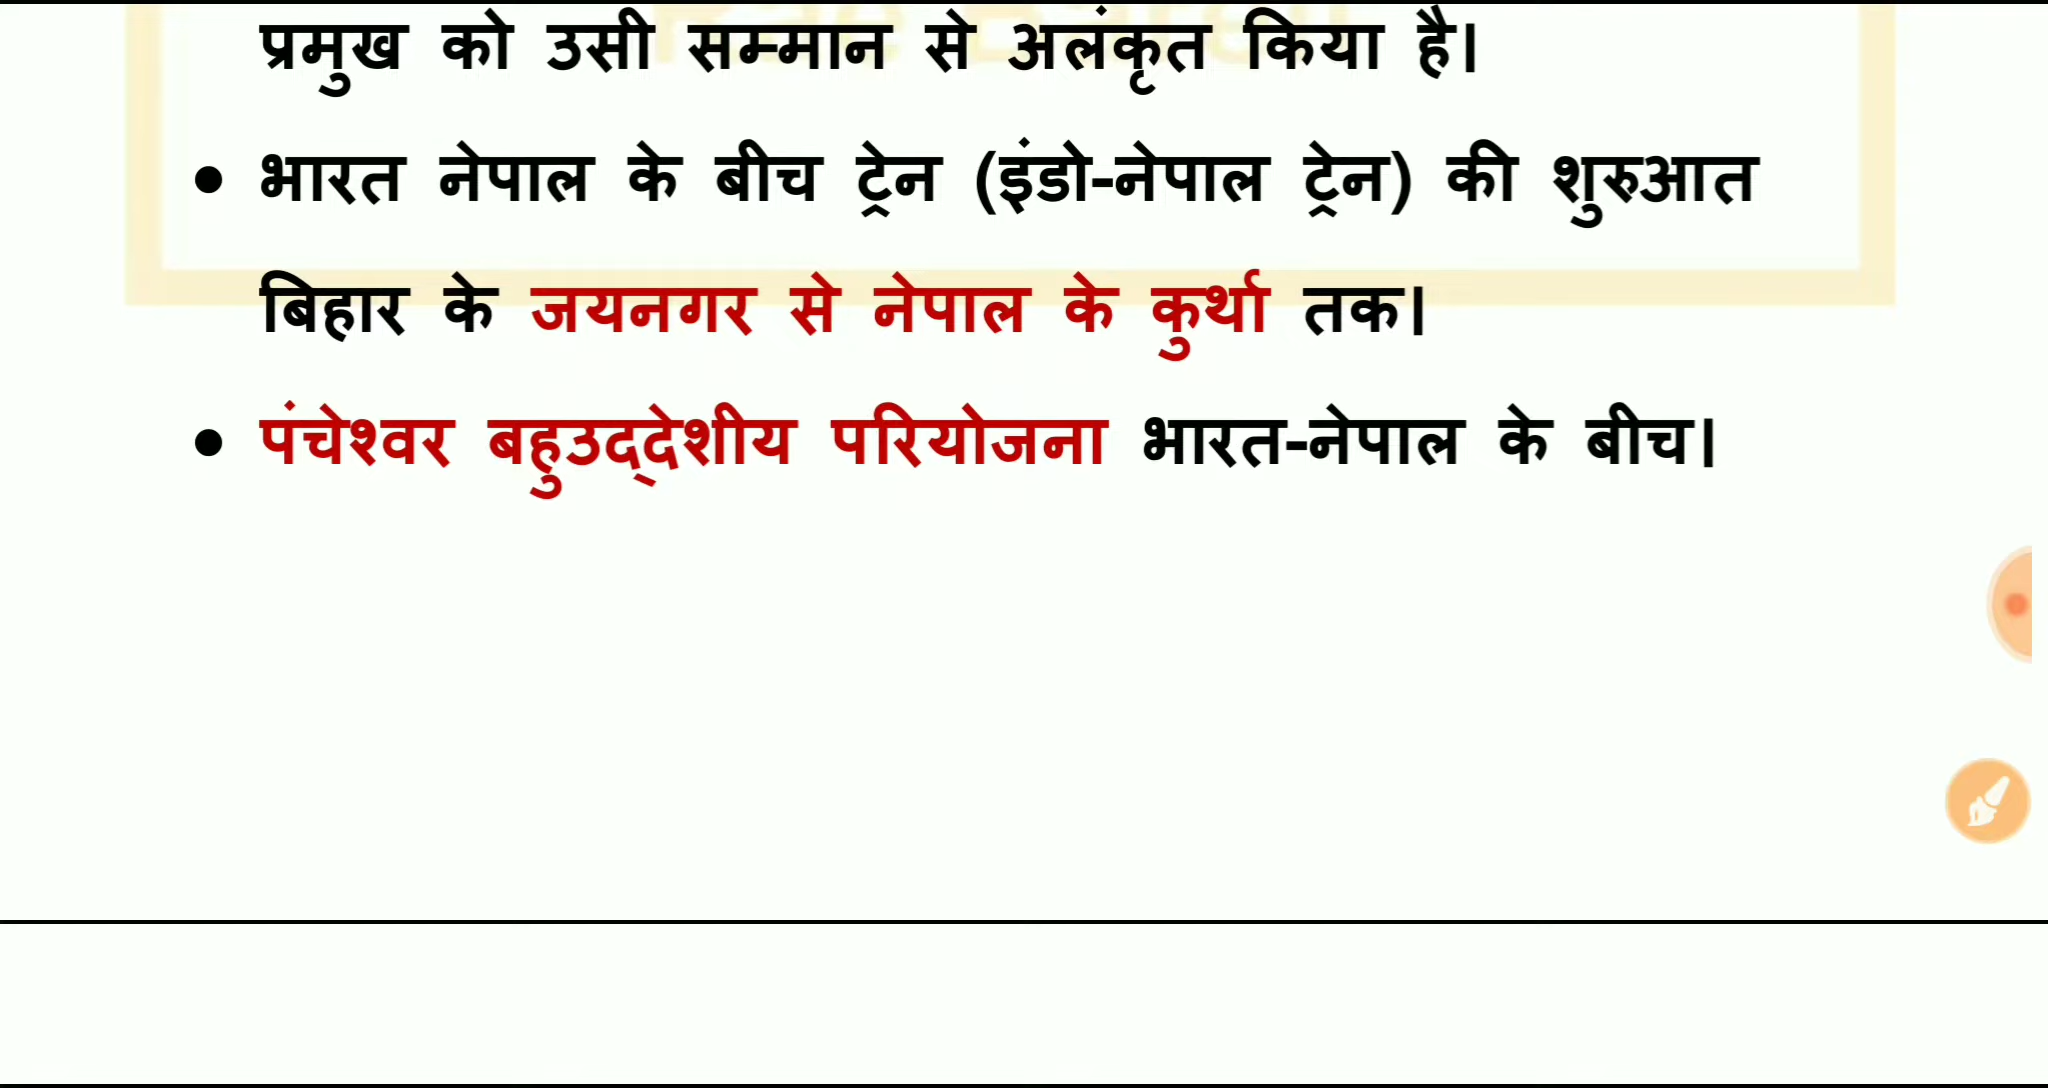 प्रमुख को उसी सम्मान से अलंकृत किया है।
• भारत नेपाल के बीच ट्रेन (इंडो-नेपाल ट्रेन) की शुरुआत
बिहार के जयनगर से नेपाल के कुर्था तक।
• पंचेश्वर बहुउद्देशीय परियोजना भारत-नेपाल के बीच।